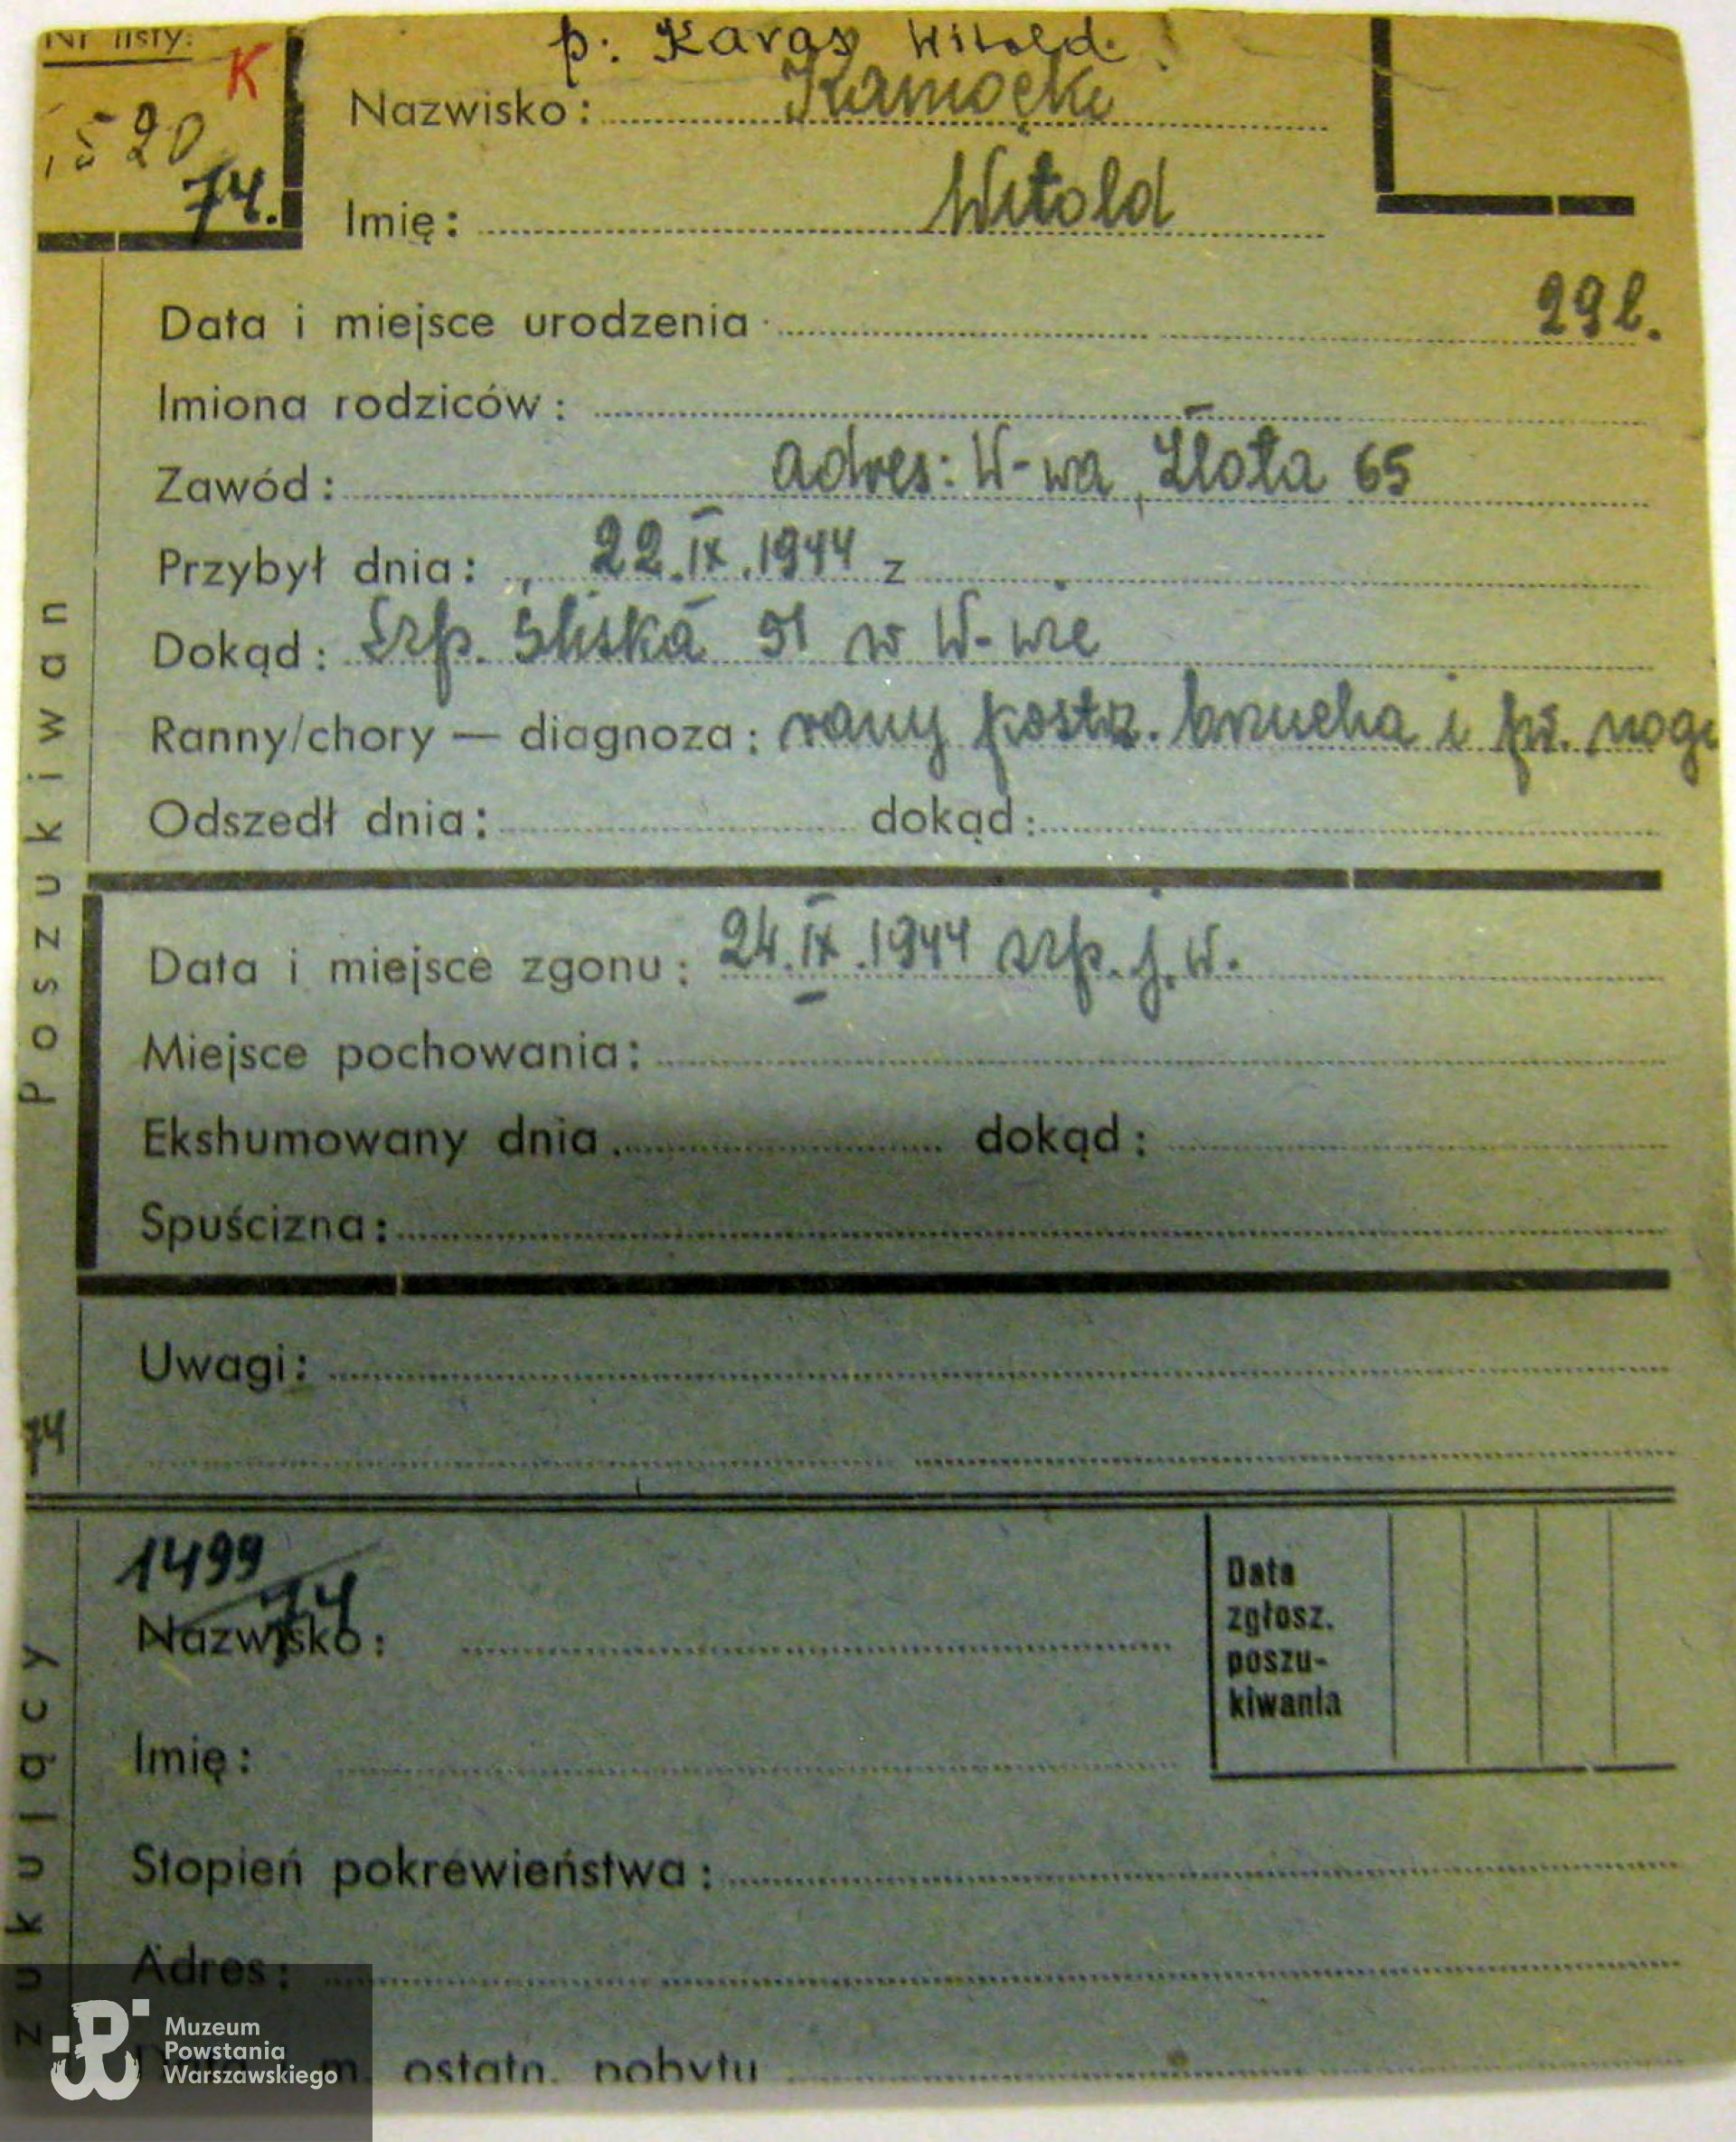 Nr listy:
K
p. Karaś Witold.
Nazwisko: Kamocki
1520
74.
Imię: Witold
Data i miejsce urodzenia 29 l.
Imiona rodziców:
Zawód: adres: W-wa, Złota 65
Przybył dnia: 22.IX.1944 z
Dokąd: Szp. Śliska 51 w W-wie
Ranny/chory — diagnoza: rany postrz. brzucha i pr. nogi
Odszedł dnia: dokąd:
Poszukiwan
Data i miejsce zgonu: 24.IX.1944 szp. j.w.
Miejsce pochowania:
Ekshumowany dnia dokąd:
Spuścizna:
Uwagi:
74
1499
74
Nazwisko:
Data
zgłosz.
poszu-
kiwania
Imię:
Stopień pokrewieństwa:
Adres:
zukujący
m. ostatn. pobytu
Muzeum
Powstania
Warszawskiego